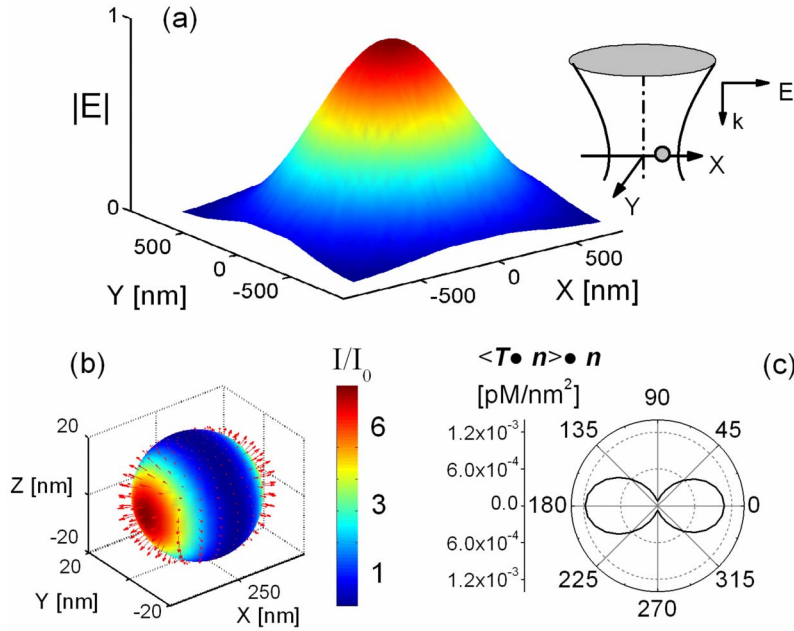 (a)
1
|E|
0
500
0
-500
Y [nm]
-500
0
500
X [nm]
E
k
X
Y
(b)
20
Z [nm]
-20
20
Y [nm]
-20
250
X [nm]
I/I0
6
3
1
<T● n>● n
[pM/nm²]
(c)
1.2x10⁻³
6.0x10⁻⁴
0.0
6.0x10⁻⁴
1.2x10⁻³
90
135
45
180
0
225
315
270